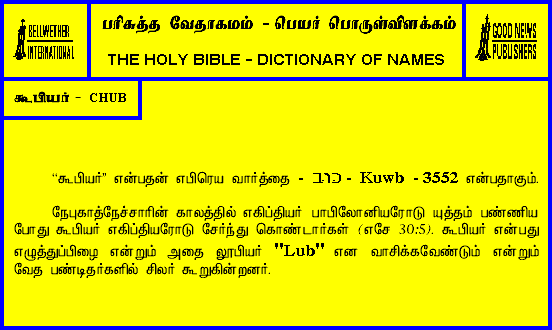 BELLWETHER
INTERNATIONAL
பரிசுத்த வேதாகமம் - பெயர் பொருள்விளக்கம்
THE HOLY BIBLE - DICTIONARY OF NAMES
GOOD NEWS
PUBLISHERS
கூபியர் - CHUB
“கூபியர்” என்பதன் எபிரெய வார்த்தை - כוב - Kuwb - 3552 என்பதாகும்.
நேபுகாத்நேச்சாரின் காலத்தில் எகிப்தியர் பாபிலோனியரோடு யுத்தம் பண்ணிய
போது கூபியர் எகிப்தியரோடு சேர்ந்து கொண்டார்கள் (எசே 30:5). கூபியர் என்பது
எழுத்துப்பிழை என்றும் அதை லூபியர் "Lub" என வாசிக்கவேண்டும் என்றும்
வேத பண்டிதர்களில் சிலர் கூறுகின்றனர்.